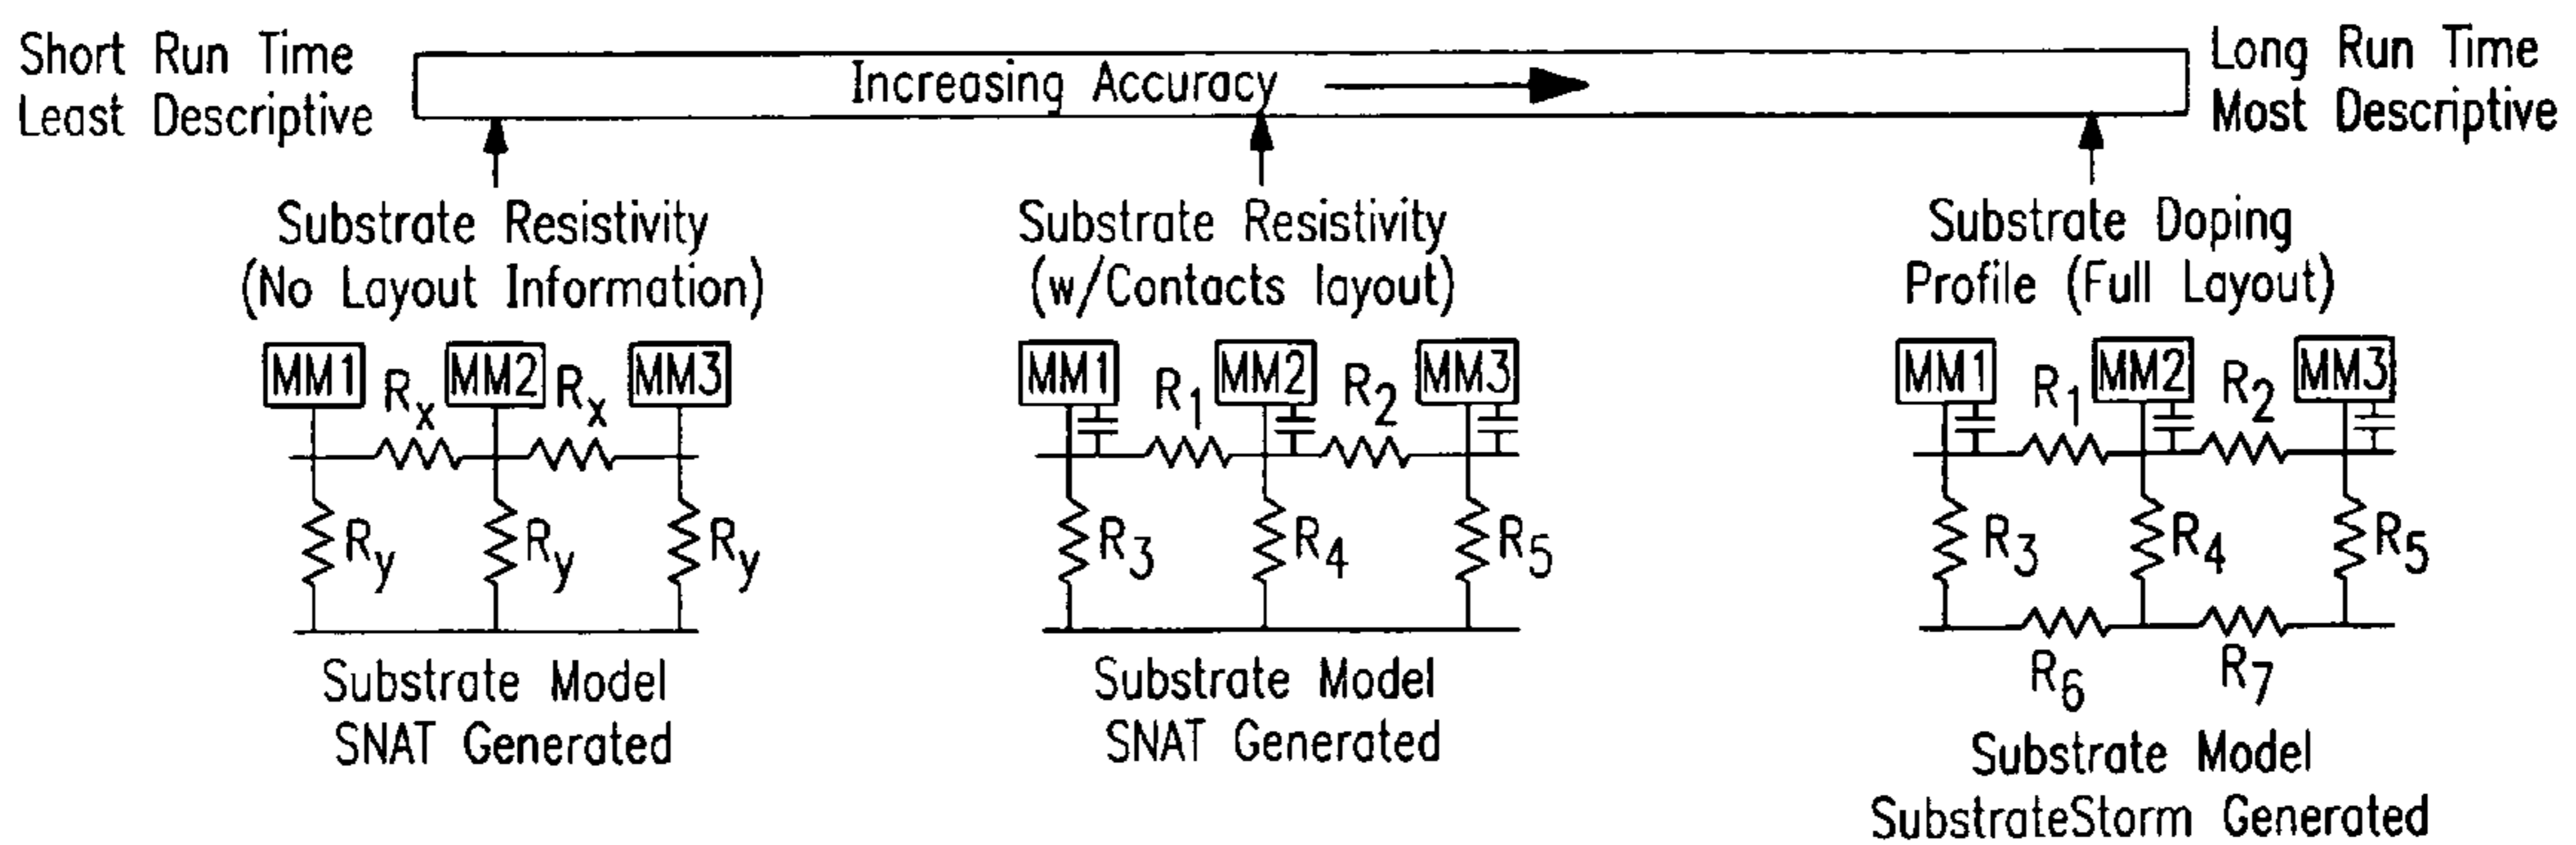 Short Run Time
Least Descriptive
Increasing Accuracy
Long Run Time
Most Descriptive
Substrate Resistivity
(No Layout Information)
MM1 Rx MM2 Rx MM3
Ry Ry Ry
Substrate Model
SNAT Generated
Substrate Resistivity
(w/Contacts layout)
MM1 R1 MM2 R2 MM3
R3 R4 R5
Substrate Model
SNAT Generated
Substrate Doping
Profile (Full Layout)
MM1 R1 MM2 R2 MM3
R3 R4 R5
R6 R7
Substrate Model
SubstrateStorm Generated